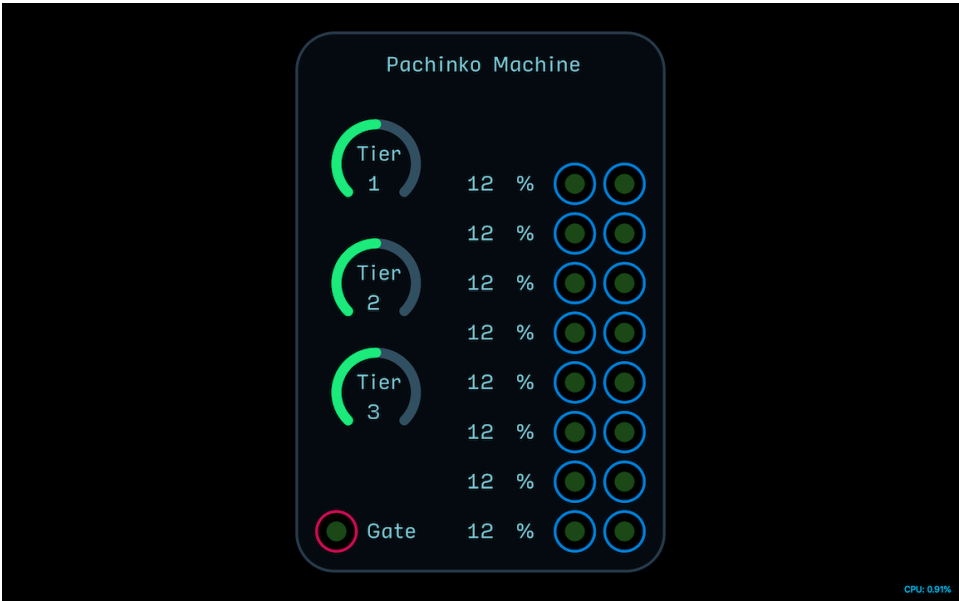 Pachinko Machine
Tier
1
12 %
12 %
Tier
2
12 %
12 %
Tier
3
12 %
12 %
12 %
Gate 12 %
CPU: 0.91%